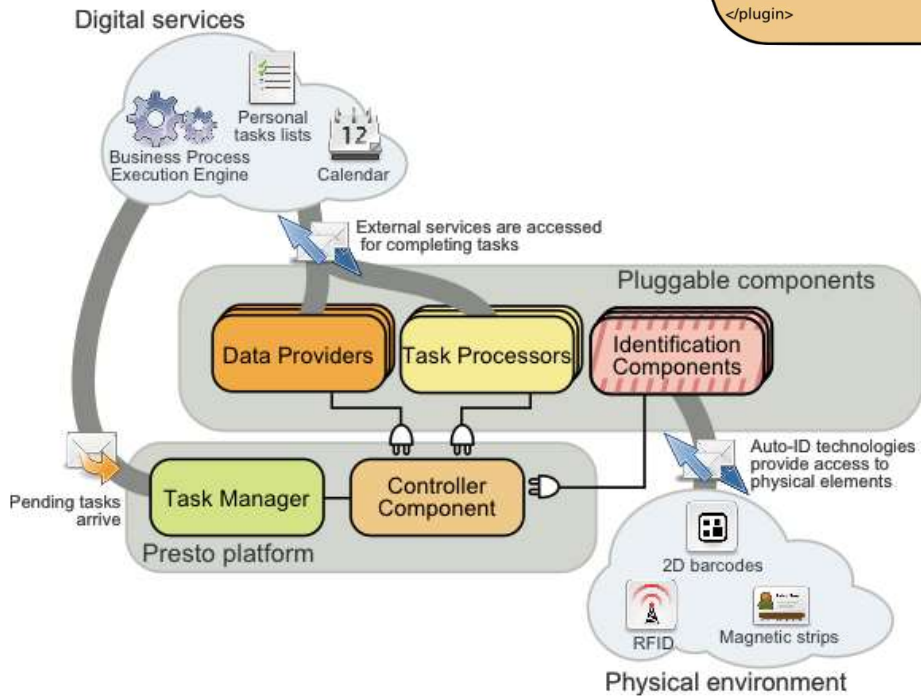 </plugin>
Digital services
Personal
tasks lists
12
Business Process
Execution Engine
Calendar
External services are accessed
for completing tasks
Pluggable components
Data Providers
Task Processors
Identification
Components
Auto-ID technologies
provide access to
physical elements
Pending tasks
arrive
Task Manager
Controller
Component
Presto platform
2D barcodes
RFID
Magnetic strips
Physical environment